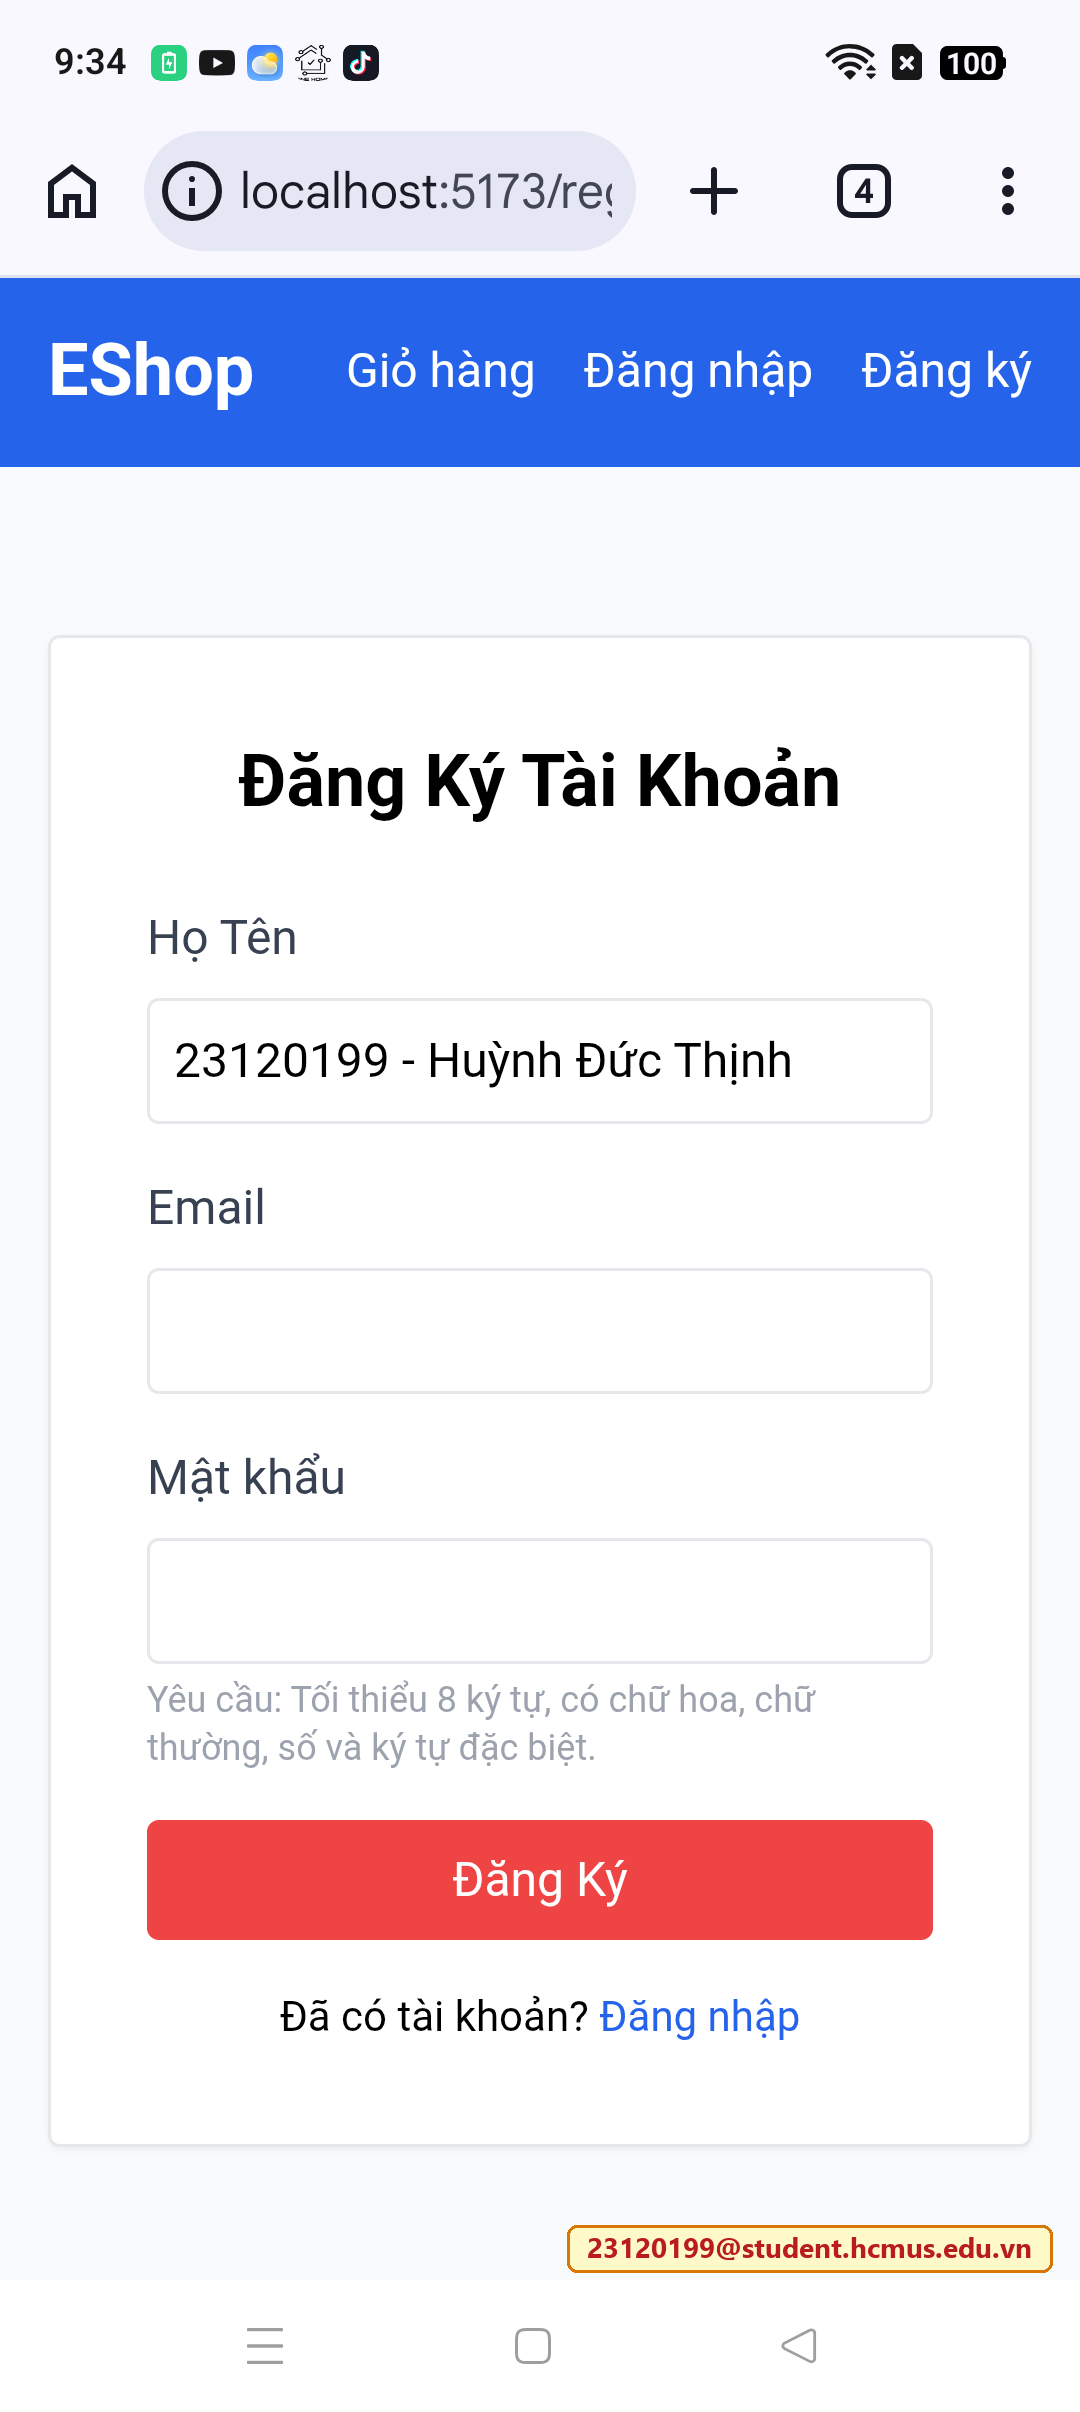 9:34
100
localhost:5173/reg
4
EShop
Giỏ hàng
Đăng nhập
Đăng ký
Đăng Ký Tài Khoản
Họ Tên
23120199 - Huỳnh Đức Thịnh
Email
Mật khẩu
Yêu cầu: Tối thiểu 8 ký tự, có chữ hoa, chữ
thường, số và ký tự đặc biệt.
Đăng Ký
Đã có tài khoản? Đăng nhập
23120199@student.hcmus.edu.vn